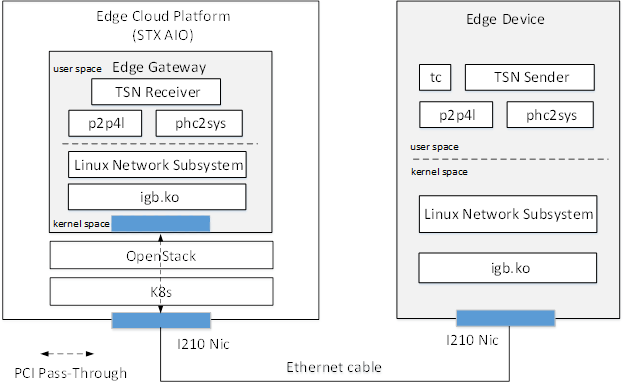 Edge Cloud Platform
(STX AIO)
user space
Edge Gateway
TSN Receiver
p2p4l
phc2sys
Linux Network Subsystem
igb.ko
kernel space
OpenStack
K8s
I210 Nic
PCI Pass-Through
Ethernet cable
Edge Device
tc
TSN Sender
p2p4l
phc2sys
user space
kernel space
Linux Network Subsystem
igb.ko
I210 Nic